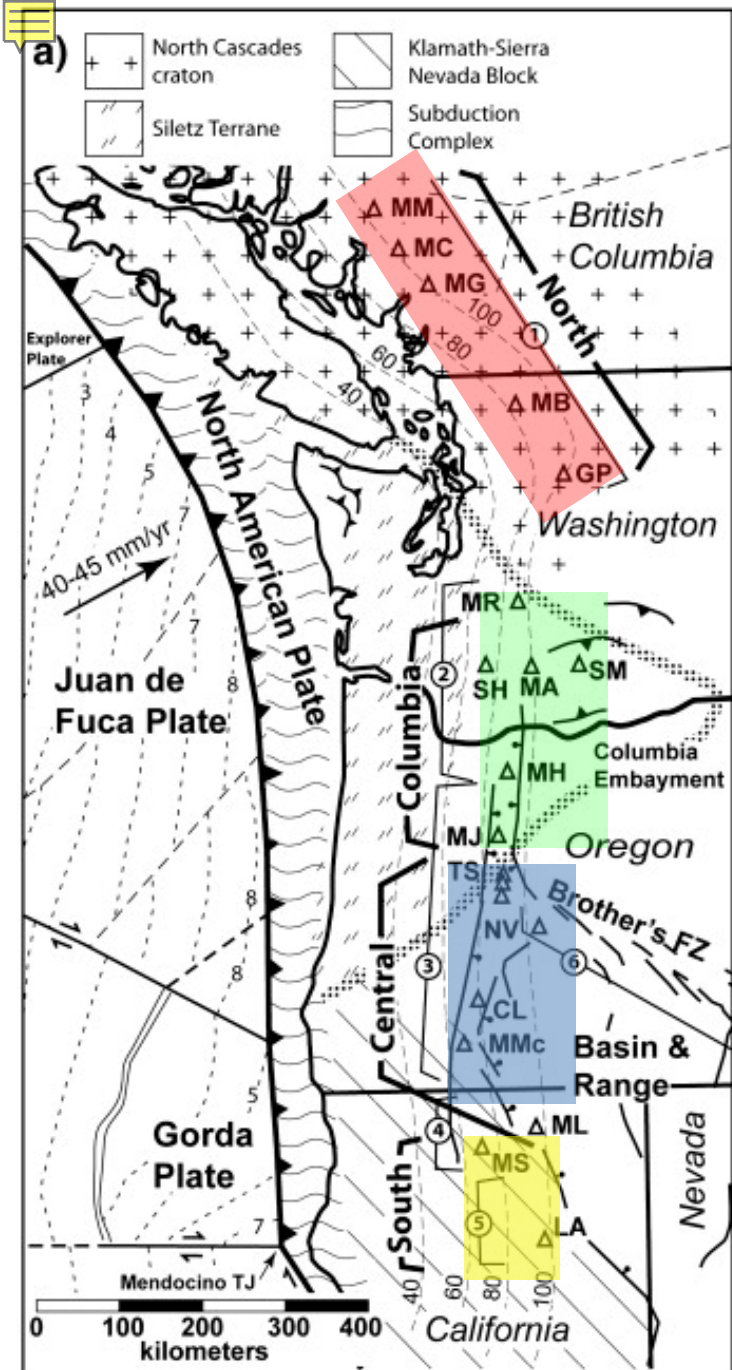 a)
North Cascades
craton
Klamath-Sierra
Nevada Block
Siletz Terrane
Subduction
Complex
MM
British
Columbia
MC
MG
North
100
1
80
60
40
Explorer
Plate
3
4
5
7
North American Plate
MB
GP
Washington
40-45 mm/yr
7
8
MR
2
SH
MA
SM
Juan de
Fuca Plate
Columbia
Columbia
Embayment
MH
MJ
Oregon
TS
8
Brother's FZ
NV
3
6
8
Central
CL
MMc
Basin &
Range
5
4
ML
Gorda
Plate
MS
Nevada
South
5
7
LA
Mendocino TJ
40
60
80
100
0 100 200 300 400
kilometers
California